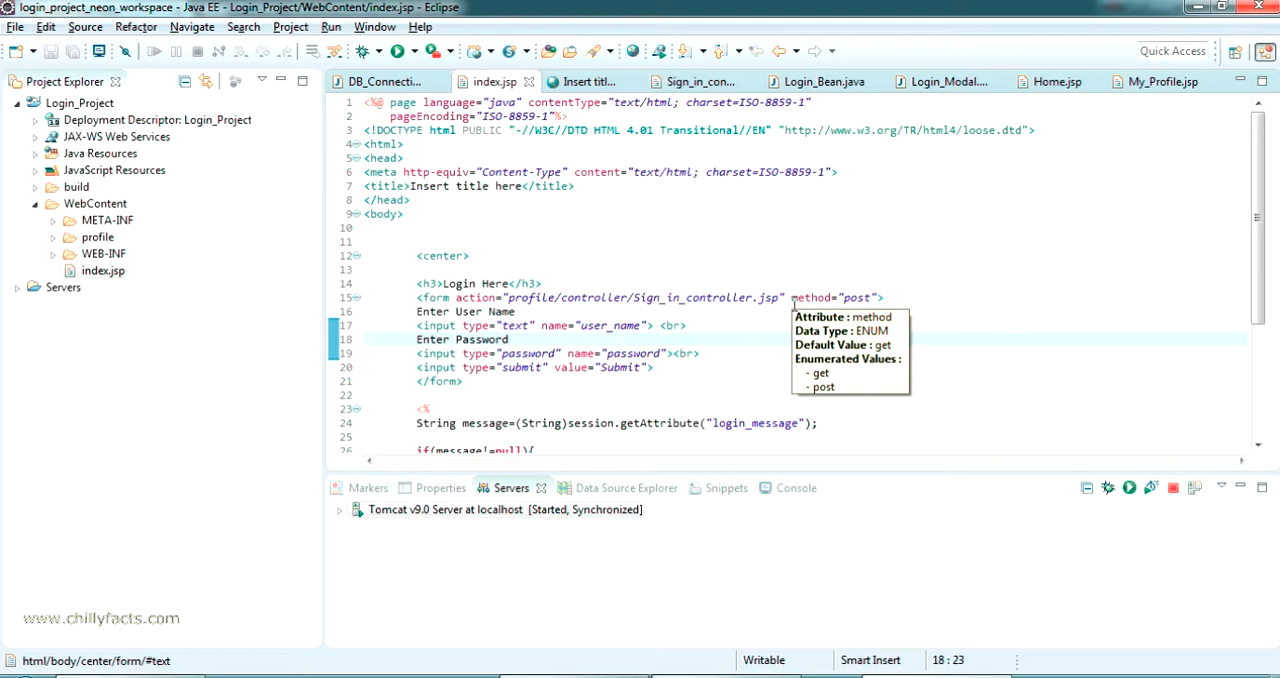 login_project_neon_workspace - Java EE - Login_Project/WebContent/index.jsp - Eclipse
File Edit Source Refactor Navigate Search Project Run Window Help
Quick Access
Project Explorer
DB_Connecti... index.jsp Insert titl... Sign_in_con... Login_Bean.java Login_Modal.... Home.jsp My_Profile.jsp
Login_Project
Deployment Descriptor: Login_Project
JAX-WS Web Services
Java Resources
JavaScript Resources
build
WebContent
META-INF
profile
WEB-INF
index.jsp
Servers
1 <%@ page language="java" contentType="text/html; charset=ISO-8859-1"
2 pageEncoding="ISO-8859-1"%>
3 <!DOCTYPE html PUBLIC "-//W3C//DTD HTML 4.01 Transitional//EN" "http://www.w3.org/TR/html4/loose.dtd">
4 <html>
5 <head>
6 <meta http-equiv="Content-Type" content="text/html; charset=ISO-8859-1">
7 <title>Insert title here</title>
8 </head>
9 <body>
10
11
12 <center>
13
14 <h3>Login Here</h3>
15 <form action="profile/controller/Sign_in_controller.jsp" method="post">
16 Enter User Name
17 <input type="text" name="user_name"> <br>
18 Enter Password
19 <input type="password" name="password"><br>
20 <input type="submit" value="Submit">
21 </form>
22
23 <%
24 String message=(String)session.getAttribute("login_message");
25
26 if(message!=null){
Attribute : method
Data Type : ENUM
Default Value : get
Enumerated Values :
- get
- post
Markers Properties Servers Data Source Explorer Snippets Console
Tomcat v9.0 Server at localhost [Started, Synchronized]
www.chillyfacts.com
html/body/center/form/#text Writable Smart Insert 18 : 23